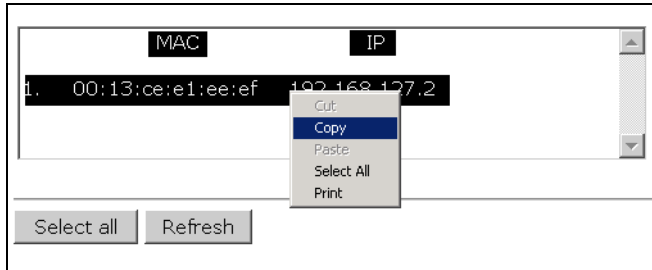 MAC IP
1. 00:13:ce:e1:ee:ef 192.168.127.2
Cut
Copy
Paste
Select All
Print
Select all Refresh